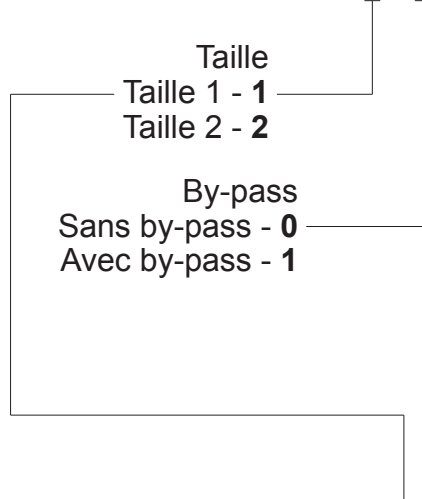 Taille
Taille 1 - 1
Taille 2 - 2
By-pass
Sans by-pass - 0
Avec by-pass - 1